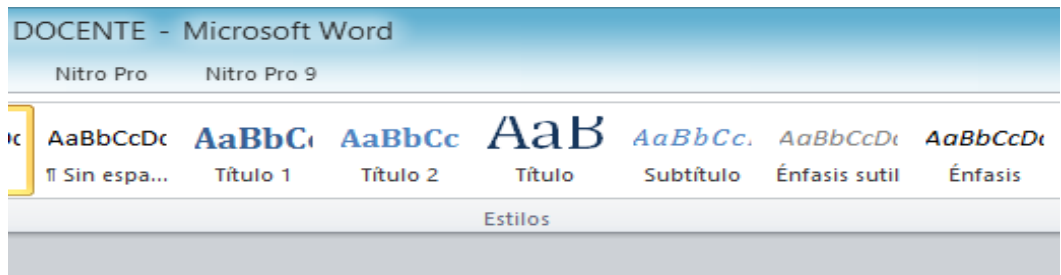 DOCENTE - Microsoft Word
Nitro Pro Nitro Pro 9
AaBbCcDc AaBbC AaBbCc AaB AaBbCc. AaBbCcDc AaBbCcDc
¶ Sin espa... Título 1 Título 2 Título Subtítulo Énfasis sutil Énfasis
Estilos